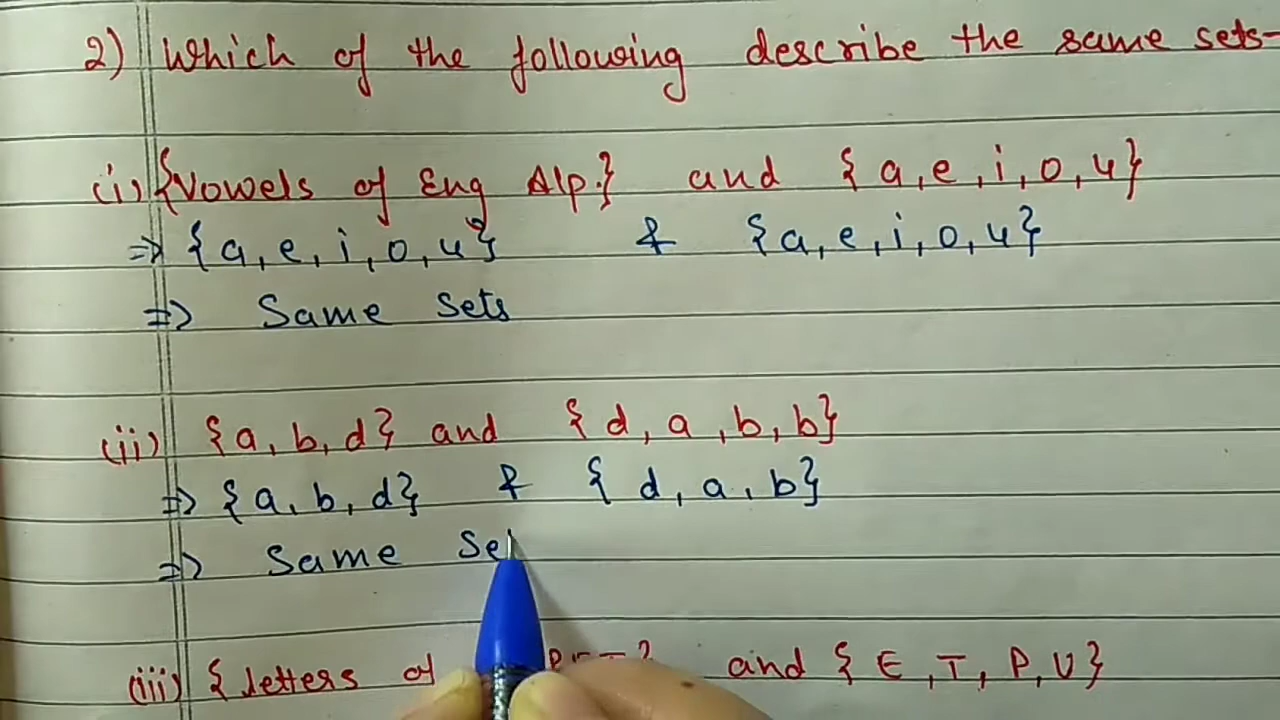 2) Which of the following describe the same sets-
(i) {Vowels of Eng Alp.} and {a,e,i,o,u}
=> {a,e,i,o,u} & {a,e,i,o,u}
=> Same sets
(ii) {a,b,d} and {d,a,b,b}
=> {a,b,d} & {d,a,b}
=> Same Se
(iii) {letters of and {E,T,P,U}